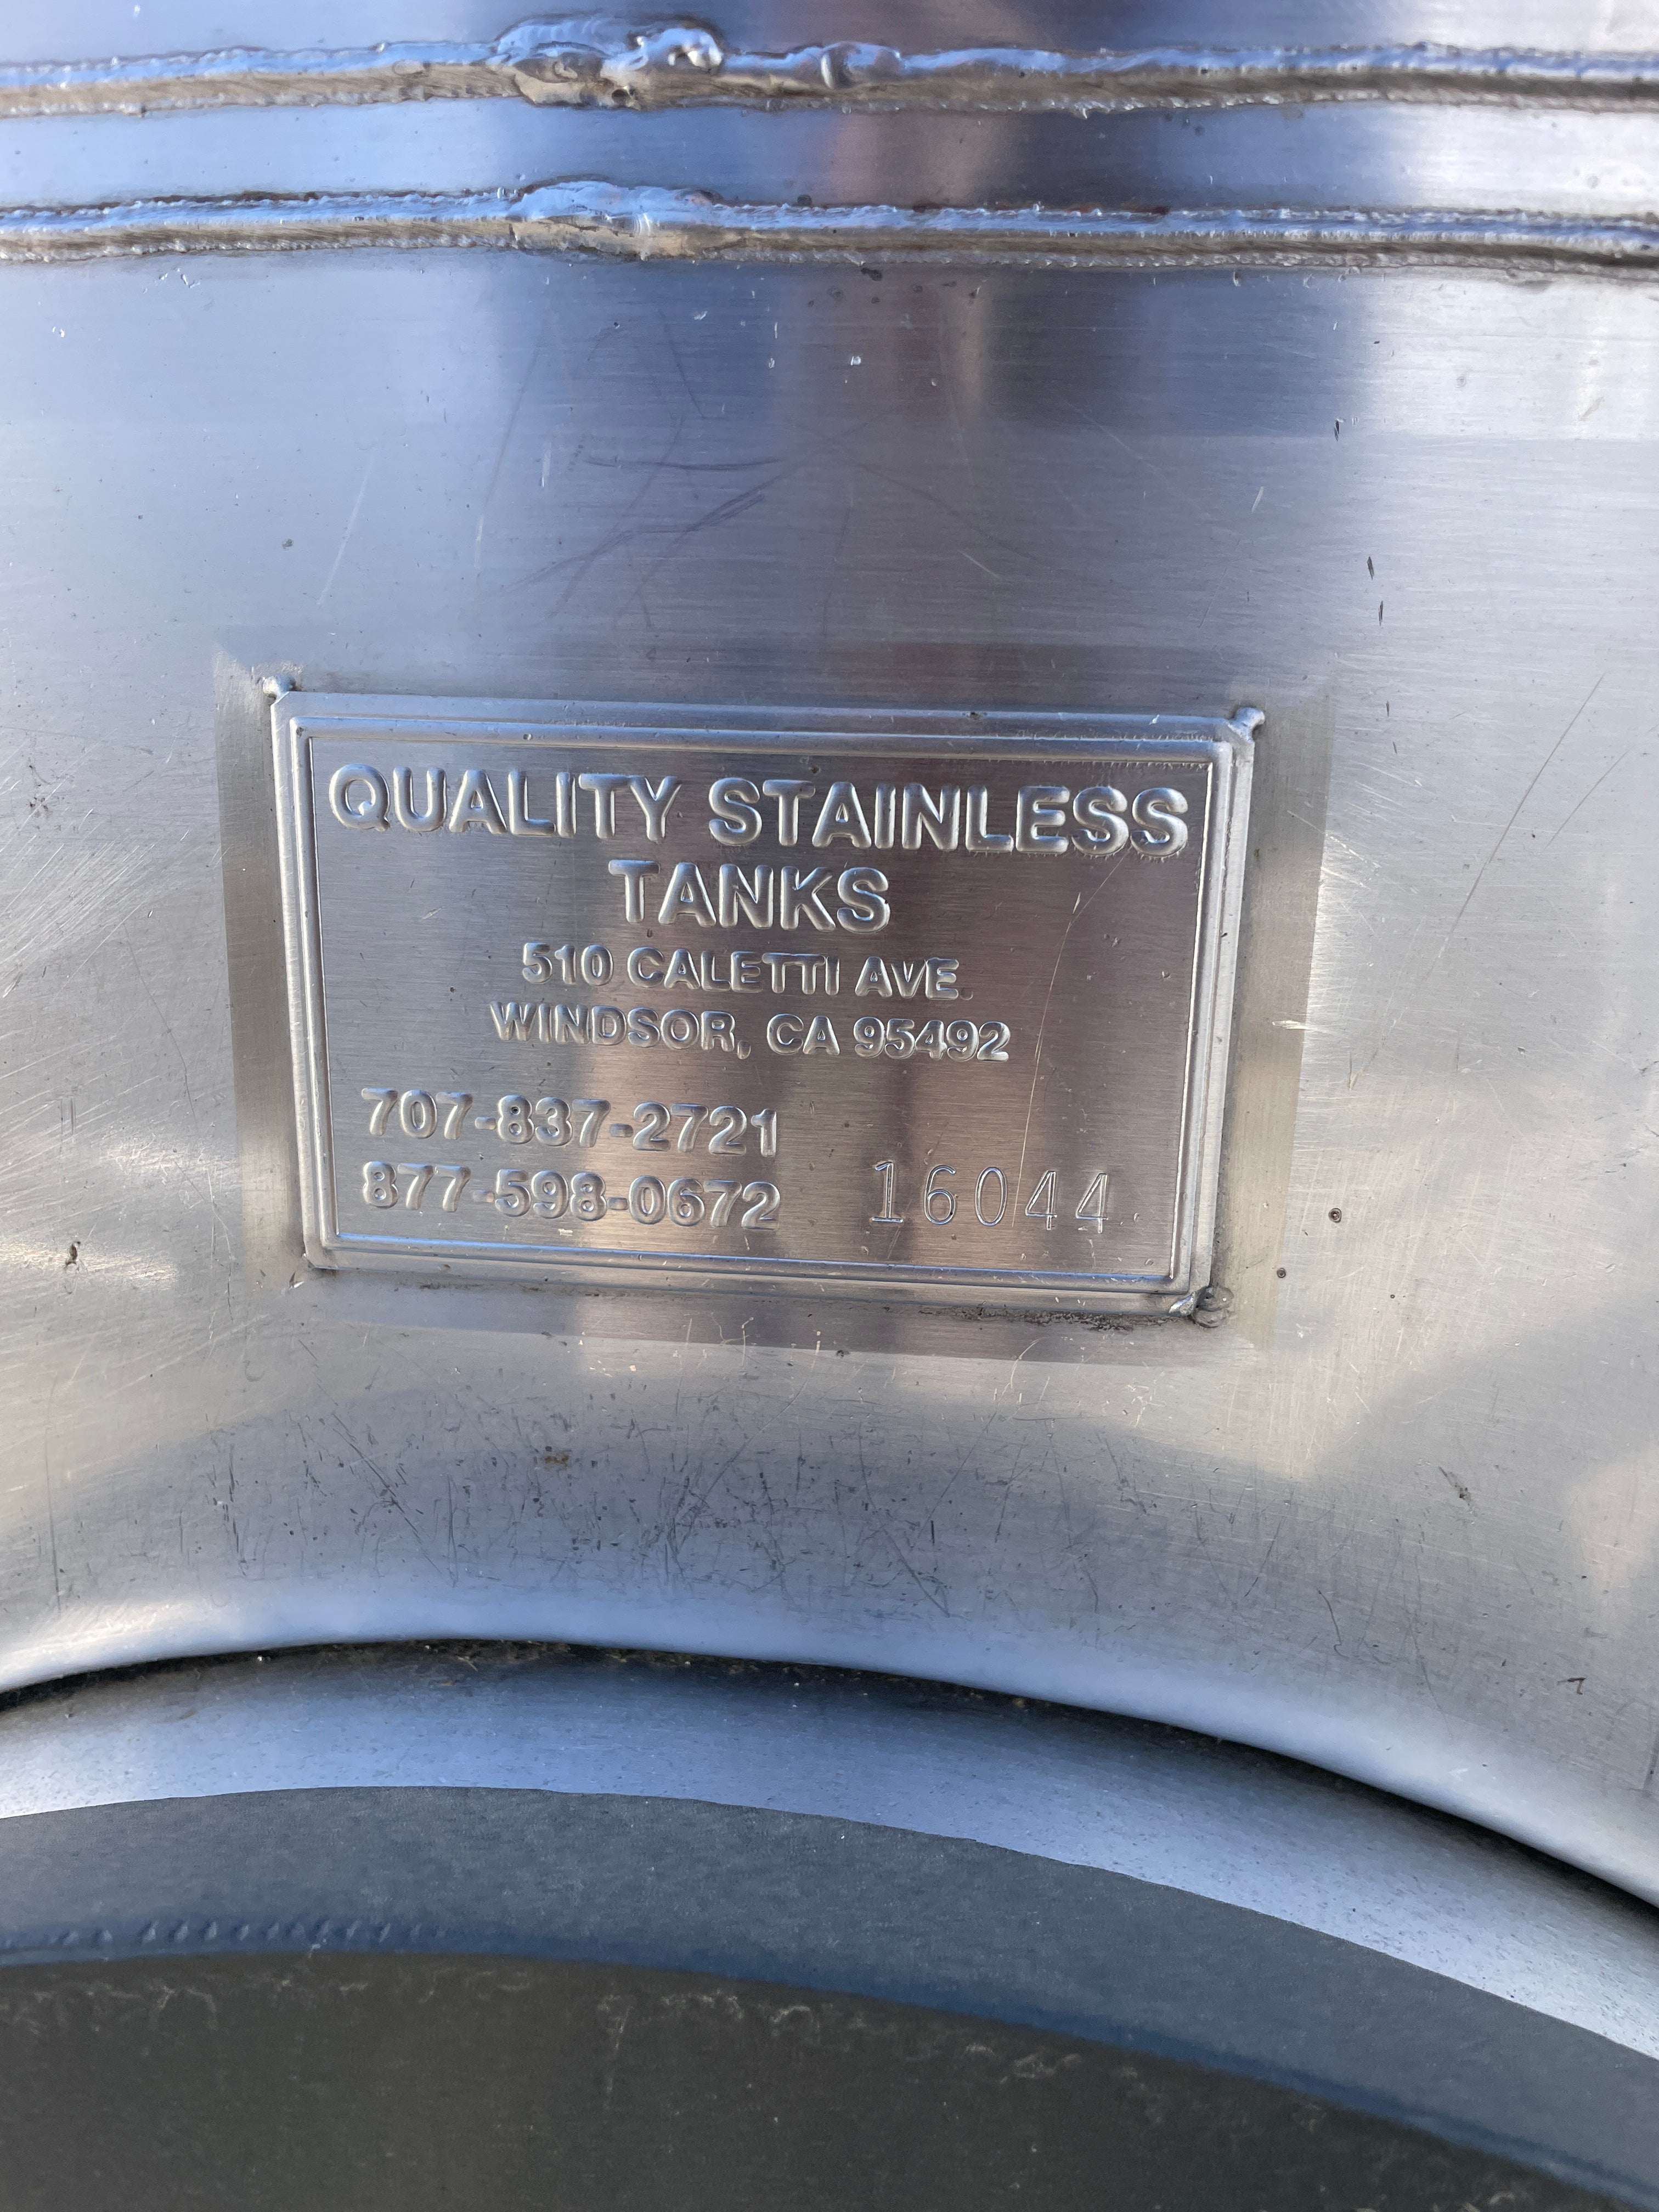 QUALITY STAINLESS
TANKS
510 CALETTI AVE.
WINDSOR, CA 95492
707-837-2721
877-598-0672 16044